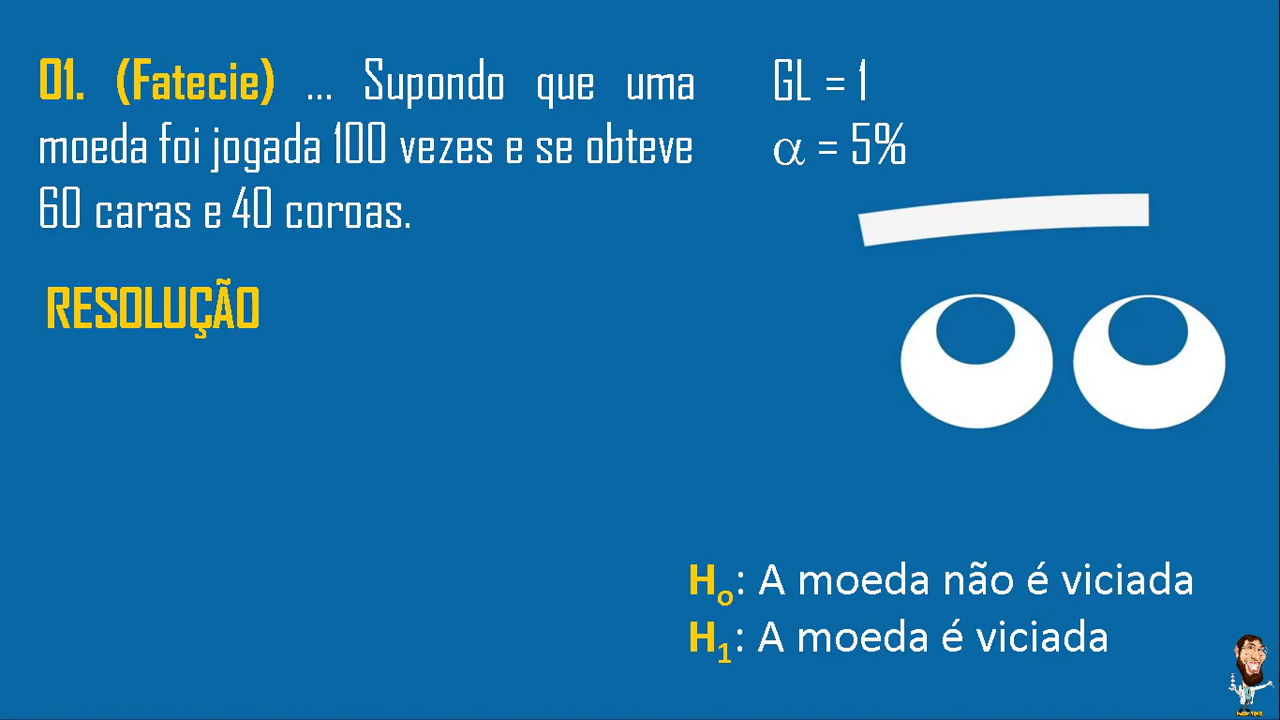 01. (Fatecie) ... Supondo que uma
moeda foi jogada 100 vezes e se obteve
60 caras e 40 coroas.
GL = 1
α = 5%
RESOLUÇÃO
Ho: A moeda não é viciada
H1: A moeda é viciada